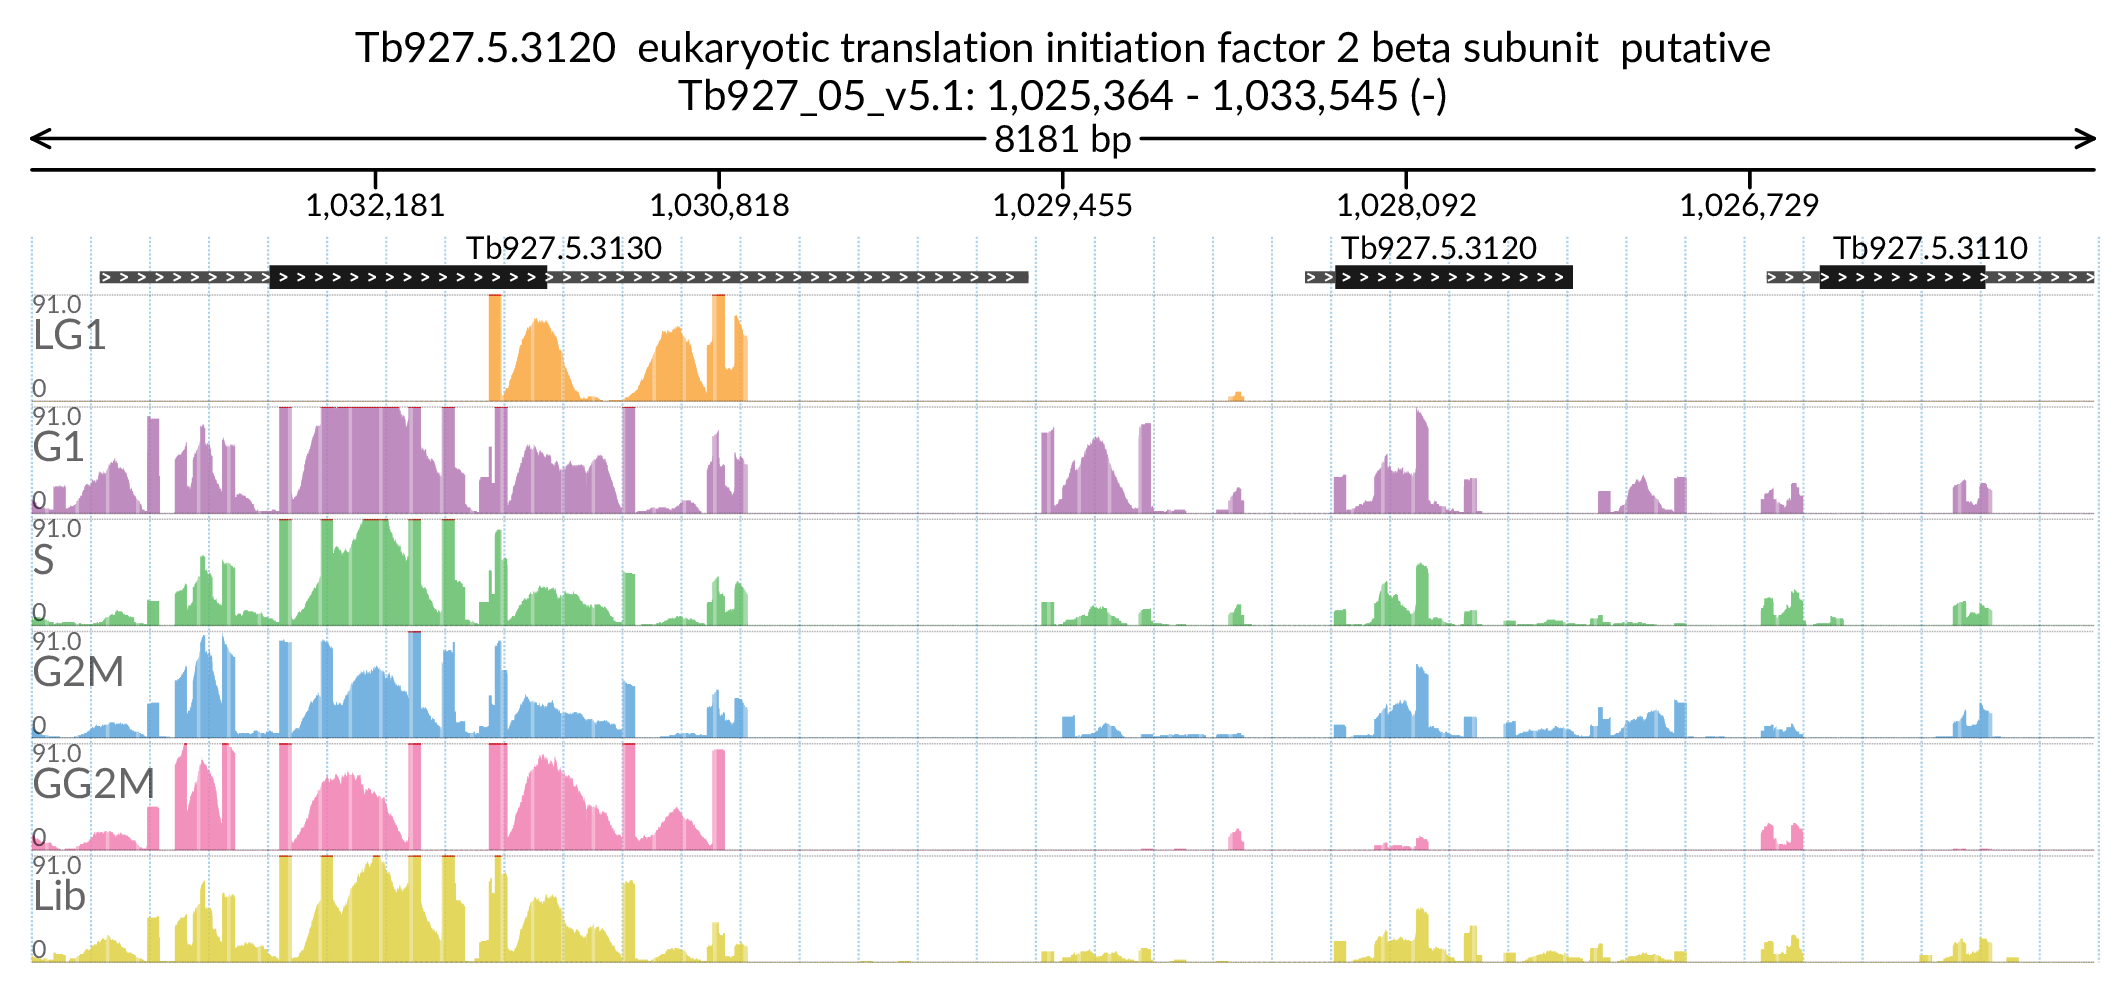 Tb927.5.3120  eukaryotic translation initiation factor 2 beta subunit  putative
Tb927_05_v5.1: 1,025,364 - 1,033,545 (-)
8181 bp
1,032,181 1,030,818 1,029,455 1,028,092 1,026,729
Tb927.5.3130 Tb927.5.3120 Tb927.5.3110
91.0
LG1
0
91.0
G1
0
91.0
S
0
91.0
G2M
0
91.0
GG2M
0
91.0
Lib
0